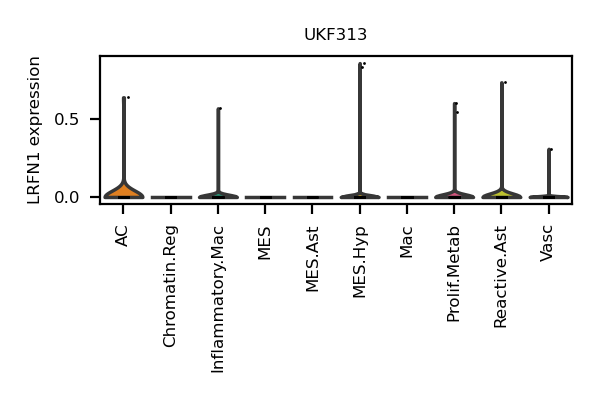 UKF313
LRFN1 expression
0.5
0.0
AC
Chromatin.Reg
Inflammatory.Mac
MES
MES.Ast
MES.Hyp
Mac
Prolif.Metab
Reactive.Ast
Vasc